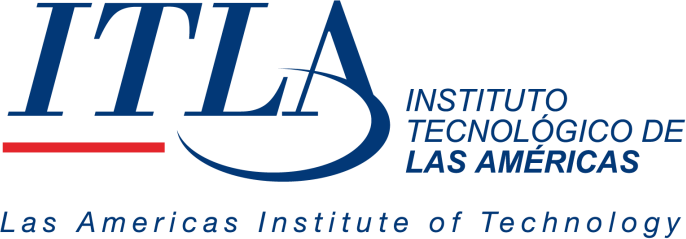 ITLA
INSTITUTO
TECNOLÓGICO DE
LAS AMÉRICAS
Las Americas Institute of Technology